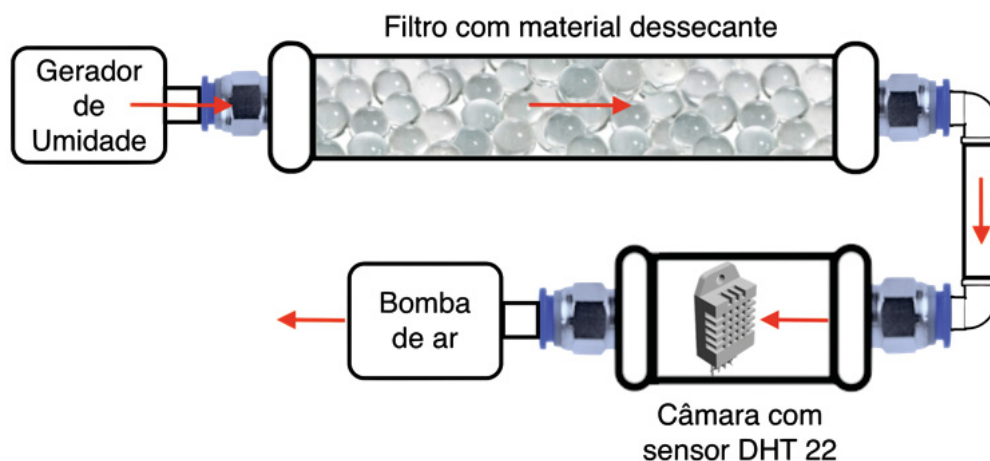 Filtro com material dessecante
Gerador
de
Umidade
Bomba
de ar
Câmara com
sensor DHT 22